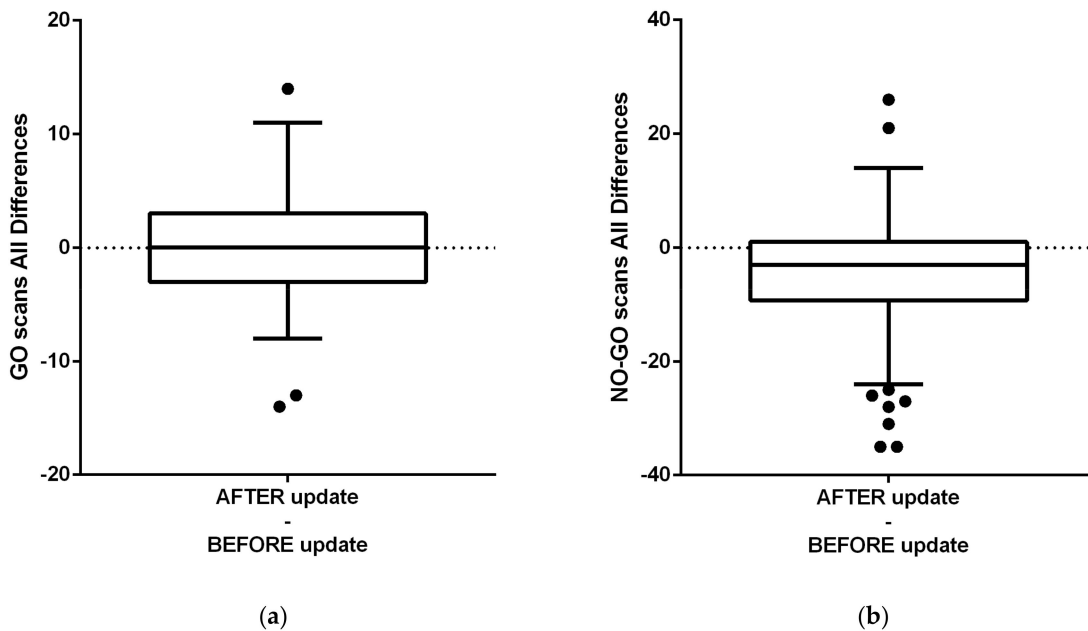 GO scans All Differences
20
10
0
-10
-20
AFTER update
-
BEFORE update
(a)
NO-GO scans All Differences
40
20
0
-20
-40
AFTER update
-
BEFORE update
(b)